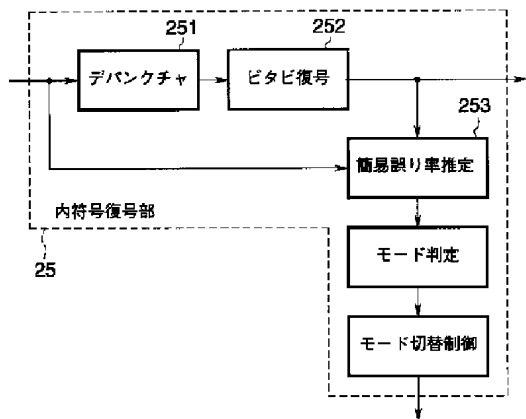 251
252
デパンクチャ
ビタビ復号
253
簡易誤り率推定
内符号復号部
25
モード判定
モード切替制御